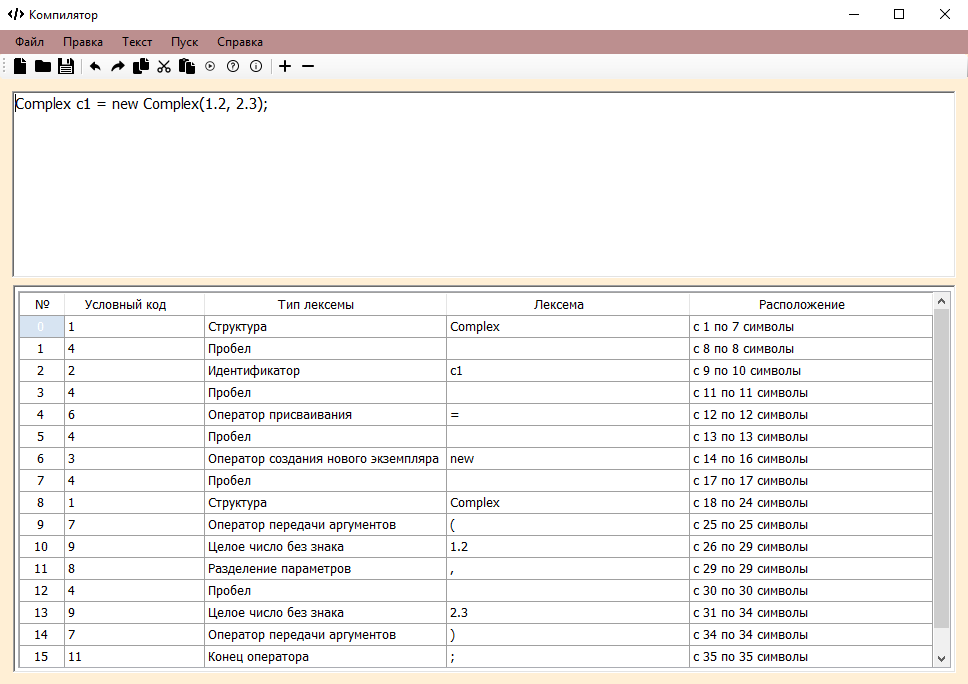 Компилятор
Файл Правка Текст Пуск Справка
Complex c1 = new Complex(1.2, 2.3);
№ Условный код Тип лексемы Лексема Расположение
0 1 Структура Complex с 1 по 7 символы
1 4 Пробел с 8 по 8 символы
2 2 Идентификатор c1 с 9 по 10 символы
3 4 Пробел с 11 по 11 символы
4 6 Оператор присваивания = с 12 по 12 символы
5 4 Пробел с 13 по 13 символы
6 3 Оператор создания нового экземпляра new с 14 по 16 символы
7 4 Пробел с 17 по 17 символы
8 1 Структура Complex с 18 по 24 символы
9 7 Оператор передачи аргументов ( с 25 по 25 символы
10 9 Целое число без знака 1.2 с 26 по 29 символы
11 8 Разделение параметров , с 29 по 29 символы
12 4 Пробел с 30 по 30 символы
13 9 Целое число без знака 2.3 с 31 по 34 символы
14 7 Оператор передачи аргументов ) с 34 по 34 символы
15 11 Конец оператора ; с 35 по 35 символы